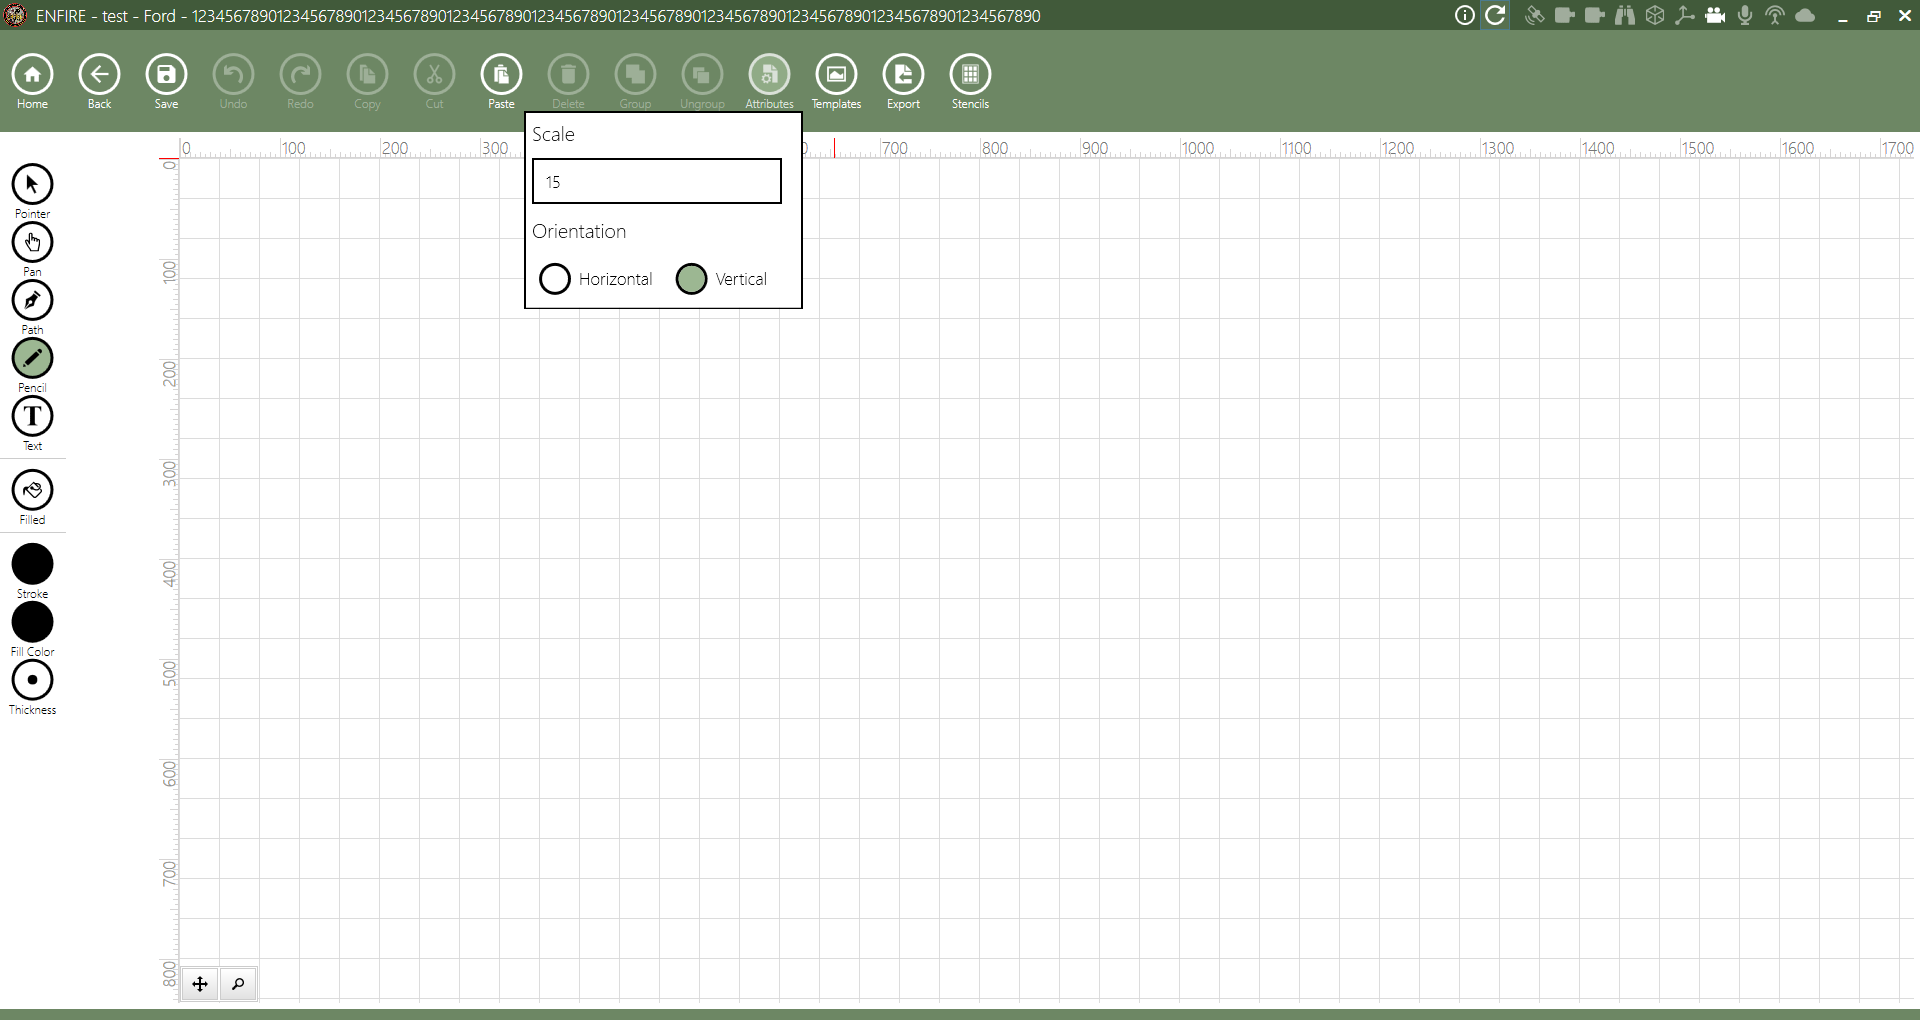 ENFIRE - test - Ford - 123456789012345678901234567890123456789012345678901234567890123456789012345678901234567890
Home Back Save Undo Redo Copy Cut Paste Delete Group Ungroup Attributes Templates Export Stencils
Scale
15
Orientation
Horizontal Vertical
0 100 200 300 0 700 800 900 1000 1100 1200 1300 1400 1500 1600 1700
0
100
200
300
400
500
600
700
800
Pointer
Pan
Path
Pencil
T
Text
Filled
Stroke
Fill Color
Thickness